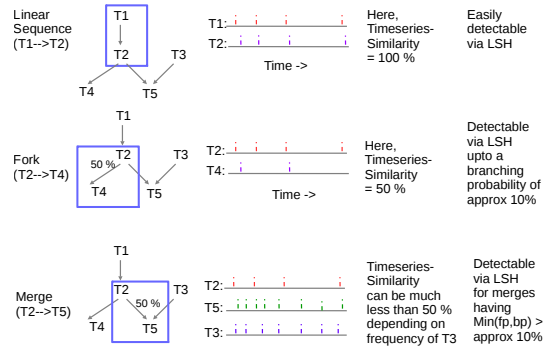 Linear
Sequence
(T1-->T2)
T1
T2
T3
T4
T5
T1:
T2:
Time ->
Here,
Timeseries-
Similarity
= 100 %
Easily
detectable
via LSH
Fork
(T2-->T4)
T1
T2
50 %
T3
T4
T5
T2:
T4:
Time ->
Here,
Timeseries-
Similarity
= 50 %
Detectable
via LSH
upto a
branching
probability of
approx 10%
Merge
(T2-->T5)
T1
T2
50 %
T3
T4
T5
T2:
T5:
T3:
Timeseries-
Similarity
can be much
less than 50 %
depending on
frequency of T3
Detectable
via LSH
for merges
having
Min(fp,bp) >
approx 10%